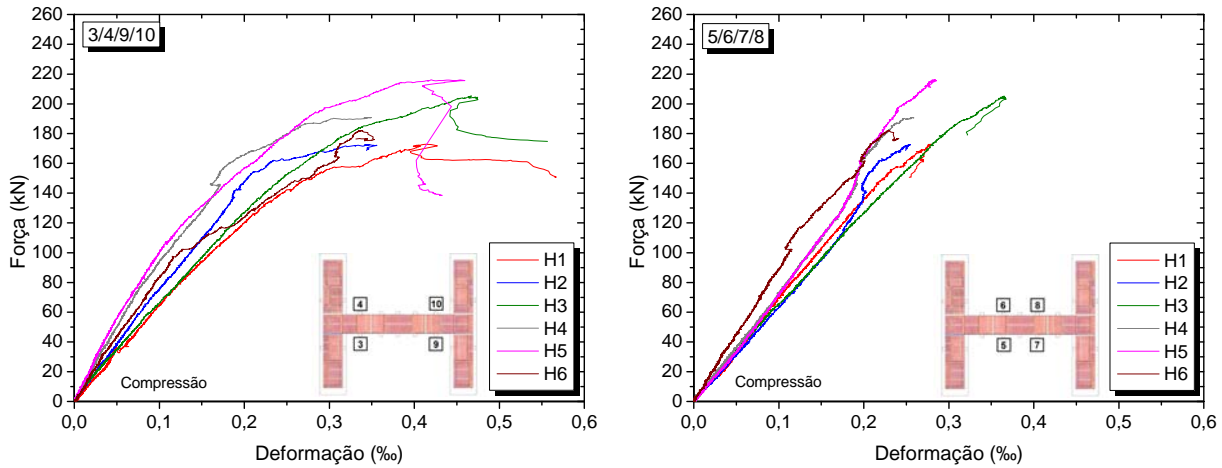 3/4/9/10
Força (kN)
260
240
220
200
180
160
140
120
100
80
60
40
20
0
Compressão
4
10
3
9
H1
H2
H3
H4
H5
H6
0,0 0,1 0,2 0,3 0,4 0,5 0,6
Deformação (‰)
5/6/7/8
Força (kN)
260
240
220
200
180
160
140
120
100
80
60
40
20
0
Compressão
6
8
5
7
H1
H2
H3
H4
H5
H6
0,0 0,1 0,2 0,3 0,4 0,5 0,6
Deformação (‰)